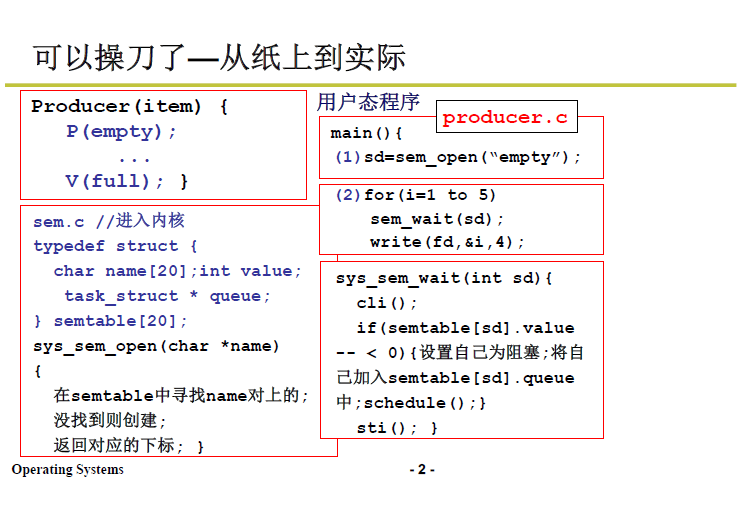 可以操刀了—从纸上到实际
Producer(item) {
P(empty);
...
V(full); }
sem.c //进入内核
typedef struct {
char name[20];int value;
task_struct * queue;
} semtable[20];
sys_sem_open(char *name)
{
在semtable中寻找name对上的;
没找到则创建;
返回对应的下标; }
用户态程序
producer.c
main(){
(1)sd=sem_open(“empty”);
(2)for(i=1 to 5)
sem_wait(sd);
write(fd,&i,4);
sys_sem_wait(int sd){
cli();
if(semtable[sd].value
-- < 0){设置自己为阻塞;将自
己加入semtable[sd].queue
中;schedule();}
sti(); }
Operating Systems
- 2 -